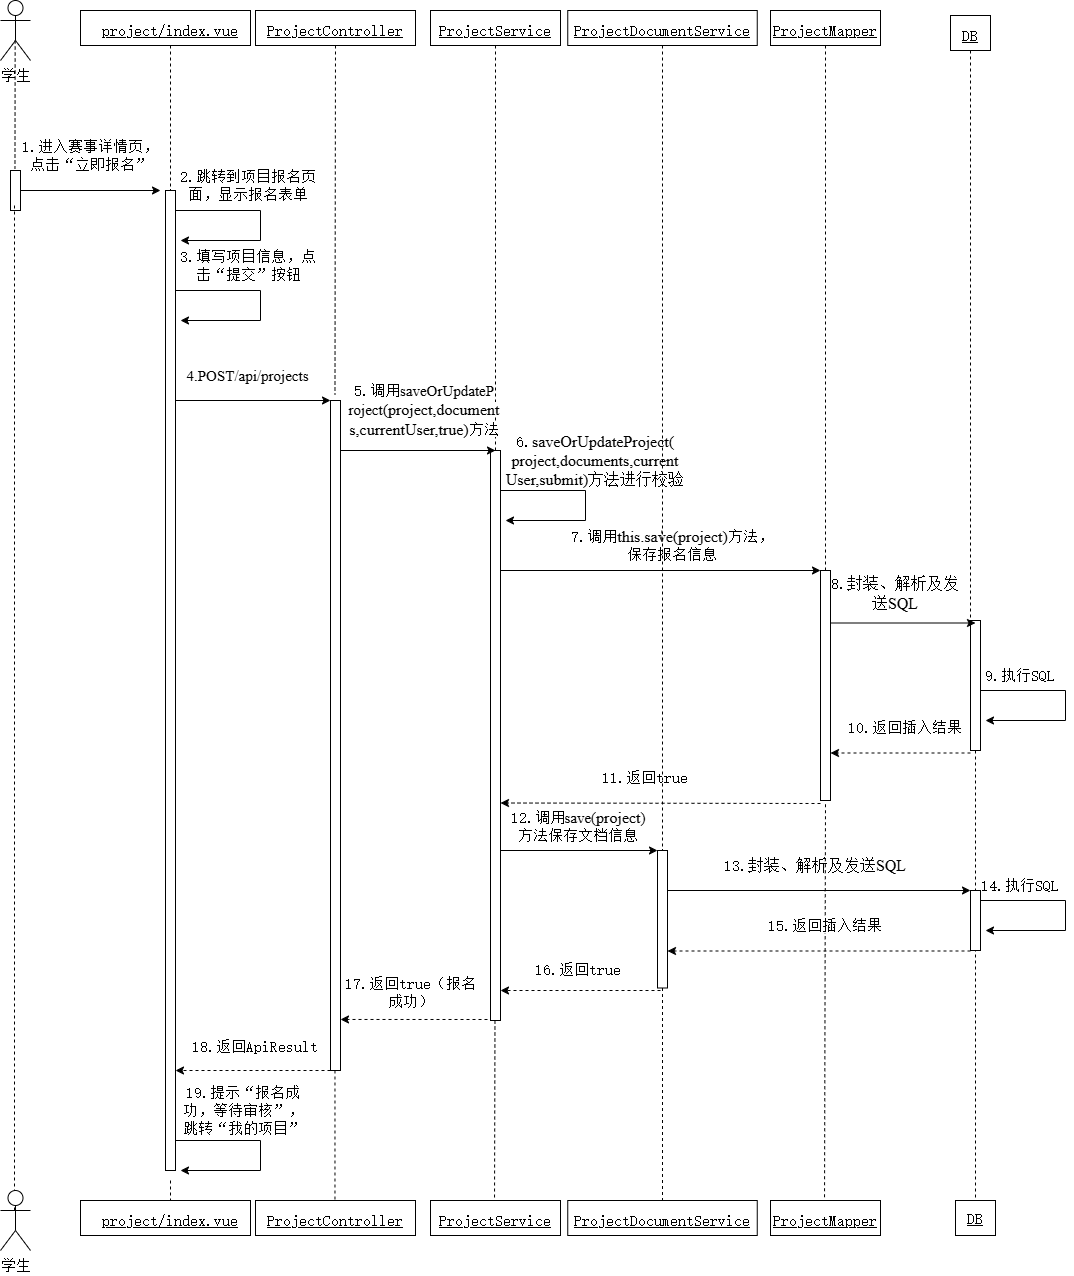 project/index.vue
ProjectController
ProjectService
ProjectDocumentService
ProjectMapper
DB
学生
1.进入赛事详情页，
点击“立即报名”
2.跳转到项目报名页
面，显示报名表单
3.填写项目信息，点
击“提交”按钮
4.POST/api/projects
5.调用saveOrUpdateP
roject(project,document
s,currentUser,true)方法
6.saveOrUpdateProject(
project,documents,current
User,submit)方法进行校验
7.调用this.save(project)方法，
保存报名信息
8.封装、解析及发
送SQL
9.执行SQL
10.返回插入结果
11.返回true
12.调用save(project)
方法保存文档信息
13.封装、解析及发送SQL
14.执行SQL
15.返回插入结果
16.返回true
17.返回true（报名
成功）
18.返回ApiResult
19.提示“报名成
功，等待审核”，
跳转“我的项目”
project/index.vue
ProjectController
ProjectService
ProjectDocumentService
ProjectMapper
DB
学生